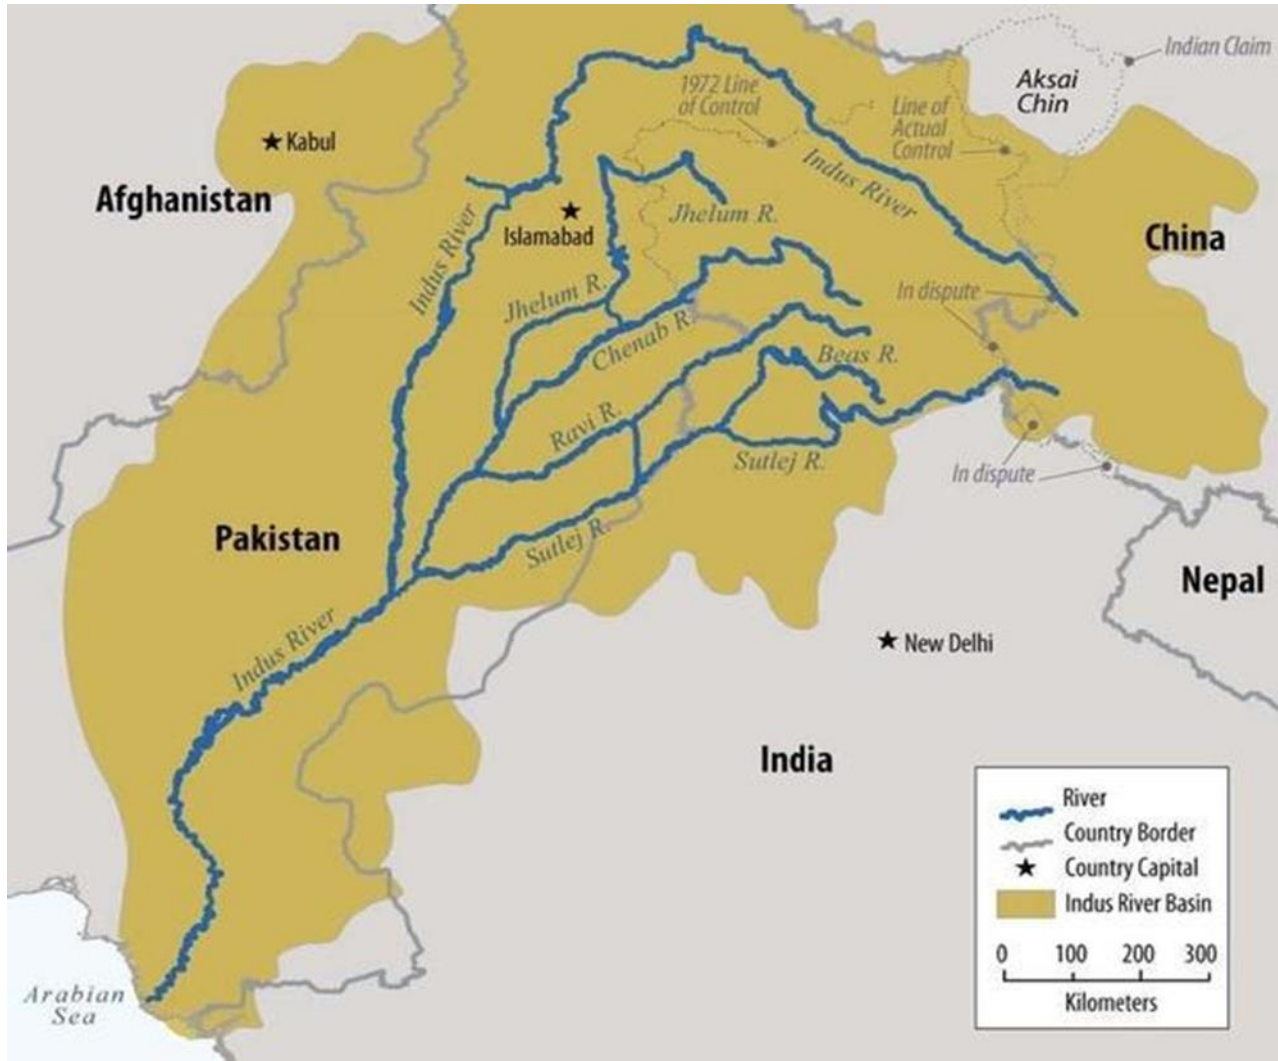 Indian Claim
Aksai
Chin
1972 Line
of Control
Line of
Actual
Control
Kabul
Afghanistan
Indus River
Jhelum R.
Islamabad
Indus River
China
In dispute
Jhelum R.
Chenab R.
Beas R.
Ravi R.
Sutlej R.
In dispute
Pakistan
Sutlej R.
Nepal
Indus River
New Delhi
India
River
Country Border
Country Capital
Indus River Basin
0 100 200 300
Kilometers
Arabian
Sea